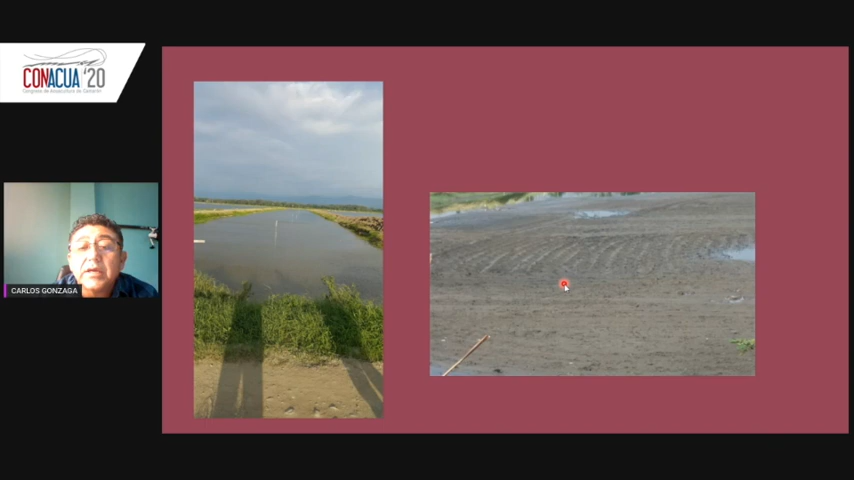 CONACUA '20
Congreso de Acuacultura de Camarón
CARLOS GONZAGA